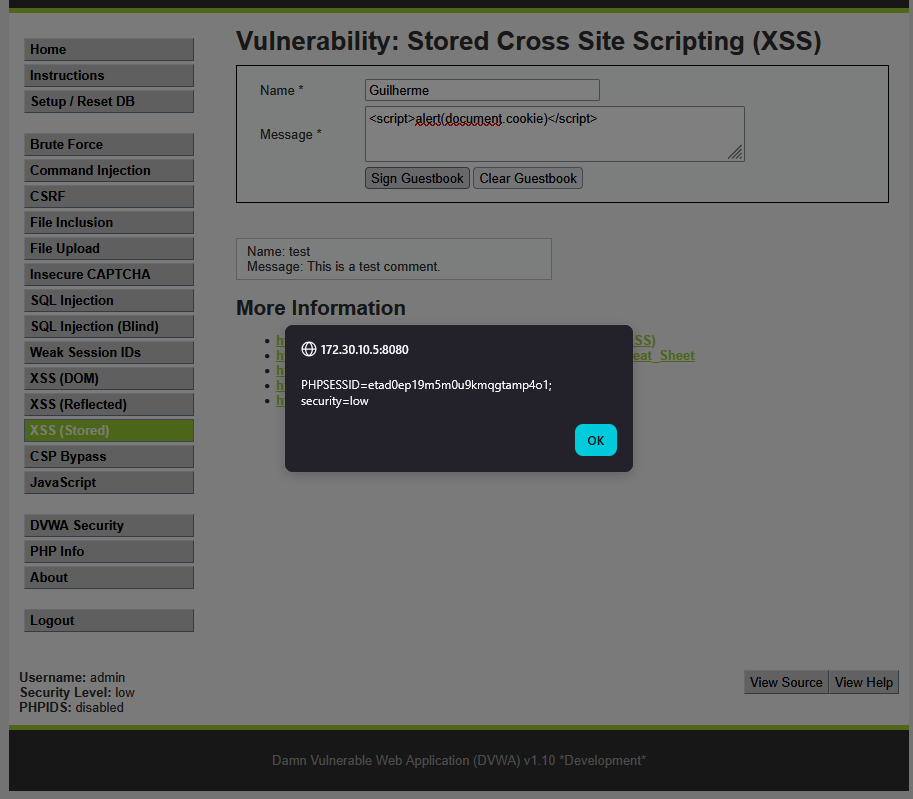 Vulnerability: Stored Cross Site Scripting (XSS)
Home
Instructions
Setup / Reset DB
Brute Force
Command Injection
CSRF
File Inclusion
File Upload
Insecure CAPTCHA
SQL Injection
SQL Injection (Blind)
Weak Session IDs
XSS (DOM)
XSS (Reflected)
XSS (Stored)
CSP Bypass
JavaScript
DVWA Security
PHP Info
About
Logout
Name * Guilherme
Message * <script>alert(document.cookie)</script>
Sign Guestbook Clear Guestbook
Name: test
Message: This is a test comment.
More Information
SS)
eat_Sheet
172.30.10.5:8080
PHPSESSID=etad0ep19m5m0u9kmqgtamp4o1;
security=low
OK
Username: admin
Security Level: low
PHPIDS: disabled
View Source View Help
Damn Vulnerable Web Application (DVWA) v1.10 *Development*